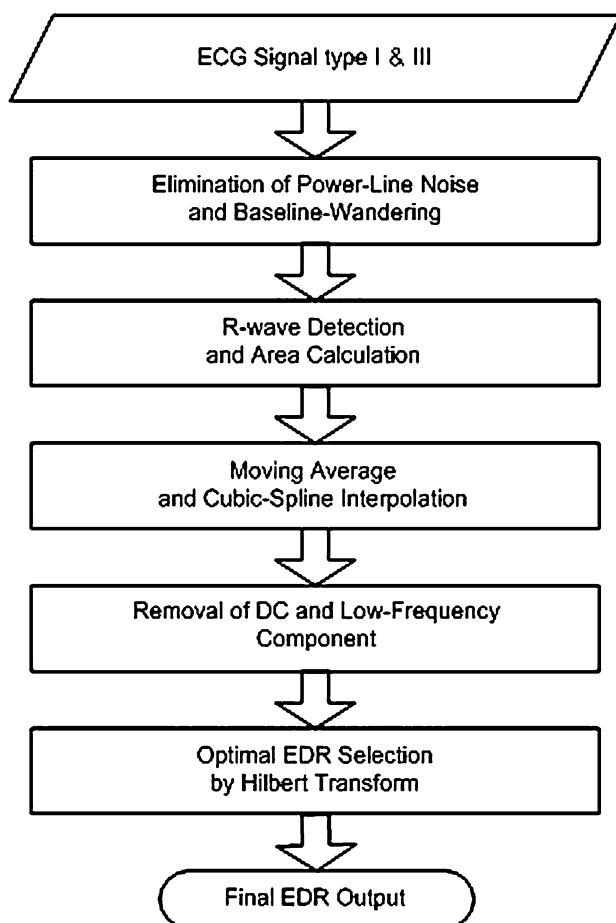 ECG Signal type I & III
Elimination of Power-Line Noise
and Baseline-Wandering
R-wave Detection
and Area Calculation
Moving Average
and Cubic-Spline Interpolation
Removal of DC and Low-Frequency
Component
Optimal EDR Selection
by Hilbert Transform
Final EDR Output